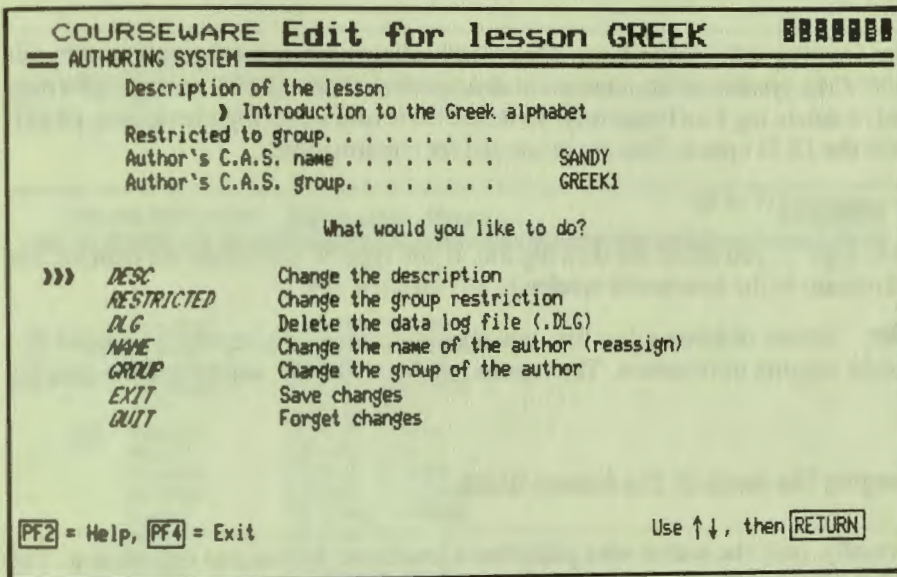 COURSEWARE Edit for lesson GREEK
AUTHORING SYSTEM
Description of the lesson
Introduction to the Greek alphabet
Restricted to group.
Author's C.A.S. name . . . . . . . . SANDY
Author's C.A.S. group. . . . . . . . GREEK1
What would you like to do?
DESC Change the description
RESTRICTED Change the group restriction
DLG Delete the data log file (.DLG)
NAME Change the name of the author (reassign)
GROUP Change the group of the author
EXIT Save changes
QUIT Forget changes
PF2 = Help, PF4 = Exit Use ↑↓, then RETURN